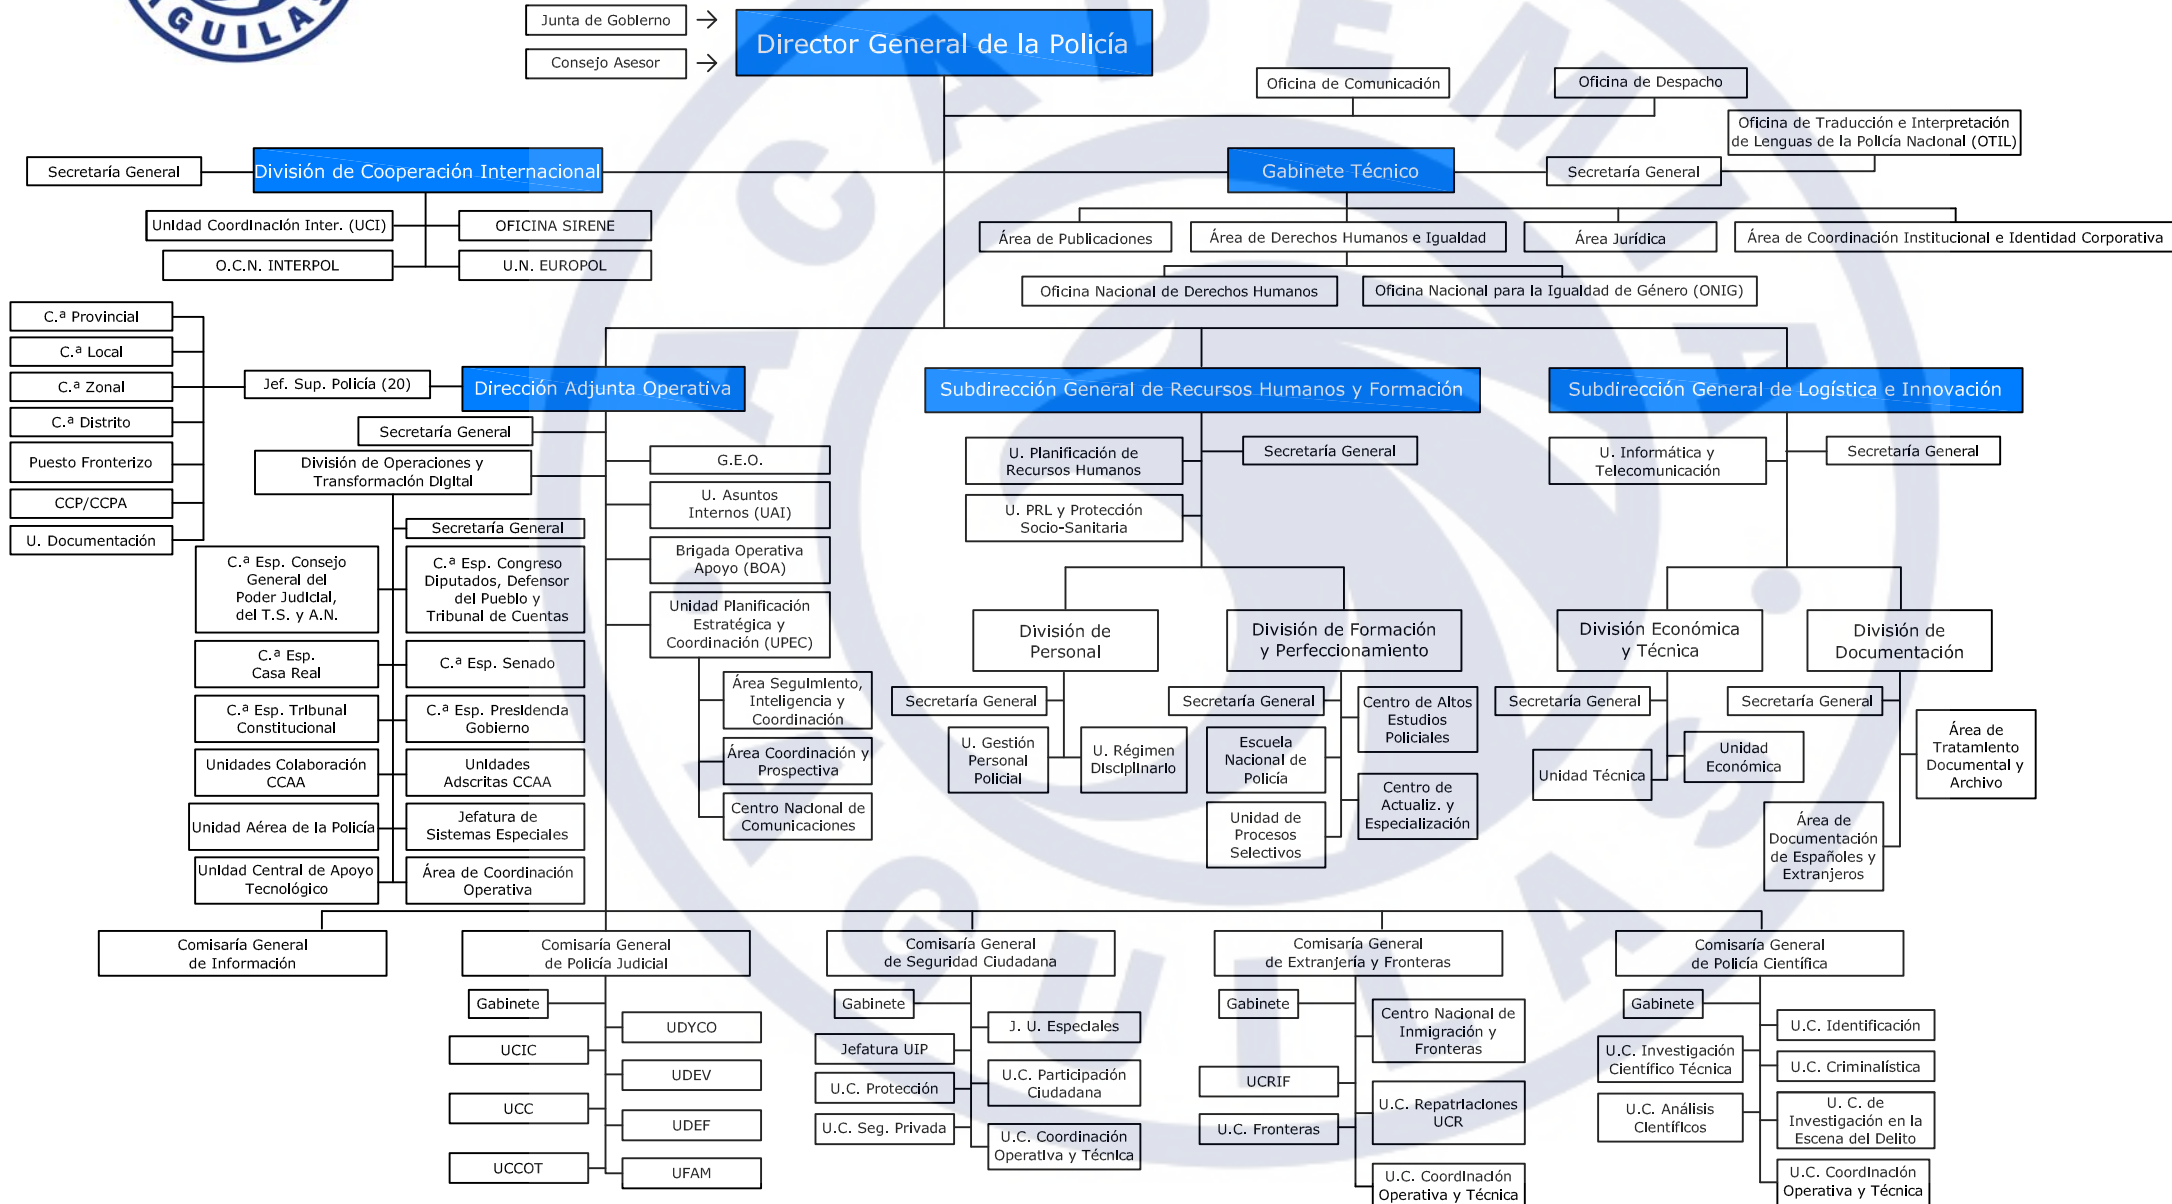 AGUILAS
Junta de Gobierno
Consejo Asesor
Director General de la Policía
Oficina de Comunicación
Oficina de Despacho
Oficina de Traducción e Interpretación
de Lenguas de la Policía Nacional (OTIL)
Secretaría General
División de Cooperación Internacional
Gabinete Técnico
Secretaría General
Unidad Coordinación Inter. (UCI)
OFICINA SIRENE
O.C.N. INTERPOL
U.N. EUROPOL
Área de Publicaciones
Área de Derechos Humanos e Igualdad
Área Jurídica
Área de Coordinación Institucional e Identidad Corporativa
Oficina Nacional de Derechos Humanos
Oficina Nacional para la Igualdad de Género (ONIG)
C.ª Provincial
C.ª Local
C.ª Zonal
C.ª Distrito
Puesto Fronterizo
CCP/CCPA
U. Documentación
Jef. Sup. Policía (20)
Dirección Adjunta Operativa
Subdirección General de Recursos Humanos y Formación
Subdirección General de Logística e Innovación
Secretaría General
División de Operaciones y
Transformación Digital
Secretaría General
C.ª Esp. Consejo
General del
Poder Judicial,
del T.S. y A.N.
C.ª Esp. Congreso
Diputados, Defensor
del Pueblo y
Tribunal de Cuentas
C.ª Esp.
Casa Real
C.ª Esp. Senado
C.ª Esp. Tribunal
Constitucional
C.ª Esp. Presidencia
Gobierno
Unidades Colaboración
CCAA
Unidades
Adscritas CCAA
Unidad Aérea de la Policía
Jefatura de
Sistemas Especiales
Unidad Central de Apoyo
Tecnológico
Área de Coordinación
Operativa
G.E.O.
U. Asuntos
Internos (UAI)
Brigada Operativa
Apoyo (BOA)
Unidad Planificación
Estratégica y
Coordinación (UPEC)
Área Seguimiento,
Inteligencia y
Coordinación
Área Coordinación y
Prospectiva
Centro Nacional de
Comunicaciones
U. Planificación de
Recursos Humanos
Secretaría General
U. PRL y Protección
Socio-Sanitaria
División de
Personal
Secretaría General
U. Gestión
Personal
Policial
U. Régimen
Disciplinario
División de Formación
y Perfeccionamiento
Secretaría General
Centro de Altos
Estudios
Policiales
Escuela
Nacional de
Policía
Centro de
Actualiz. y
Especialización
Unidad de
Procesos
Selectivos
U. Informática y
Telecomunicación
Secretaría General
División Económica
y Técnica
Secretaría General
Unidad Técnica
Unidad
Económica
División de
Documentación
Secretaría General
Área de
Tratamiento
Documental y
Archivo
Área de
Documentación
de Españoles y
Extranjeros
Comisaría General
de Información
Comisaría General
de Policía Judicial
Gabinete
UDYCO
UCIC
UDEV
UCC
UDEF
UCCOT
UFAM
Comisaría General
de Seguridad Ciudadana
Gabinete
J. U. Especiales
Jefatura UIP
U.C. Protección
U.C. Participación
Ciudadana
U.C. Seg. Privada
U.C. Coordinación
Operativa y Técnica
Comisaría General
de Extranjería y Fronteras
Gabinete
Centro Nacional de
Inmigración y
Fronteras
UCRIF
U.C. Repatriaciones
UCR
U.C. Fronteras
U.C. Coordinación
Operativa y Técnica
Comisaría General
de Policía Científica
Gabinete
U.C. Identificación
U.C. Investigación
Científico Técnica
U.C. Criminalística
U.C. Análisis
Científicos
U. C. de
Investigación en la
Escena del Delito
U.C. Coordinación
Operativa y Técnica
ACADEMIA
AGUILAS